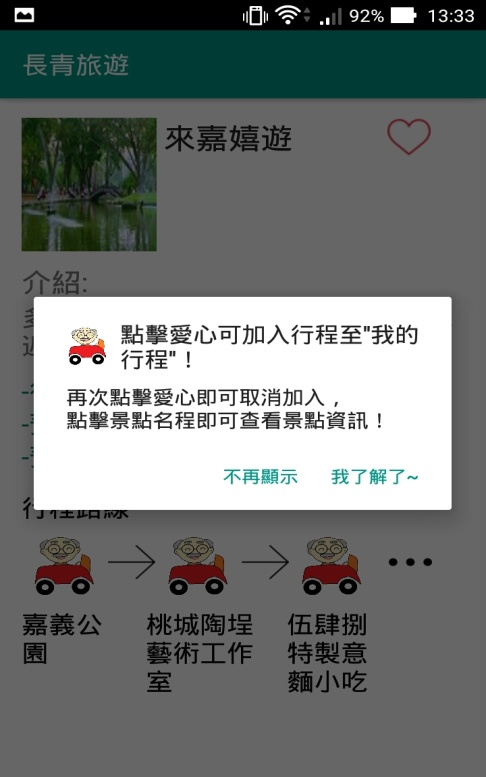 92% 13:33
長青旅遊
來嘉嬉遊
介紹:
點擊愛心可加入行程至"我的
行程"！
再次點擊愛心即可取消加入，
點擊景點名程即可查看景點資訊！
不再顯示 我了解了~
行程路線
嘉義公
園
桃城陶埕
藝術工作
室
伍肆捌
特製意
麵小吃